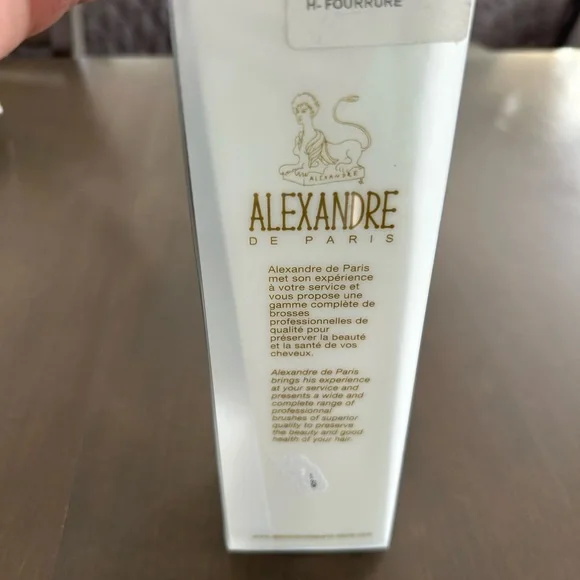 H- FOURRURE
ALEXANDRE
ALEXANDRE
DE PARIS
Alexandre de Paris
met son expérience
à votre service et
vous propose une
gamme complète de
brosses
professionnelles de
qualité pour
préserver la beauté
et la santé de vos
cheveux.
Alexandre de Paris
brings his experience
at your service and
presents a wide and
complete range of
professionnal
brushes of superior
quality to preserve
the beauty and good
health of your hair.